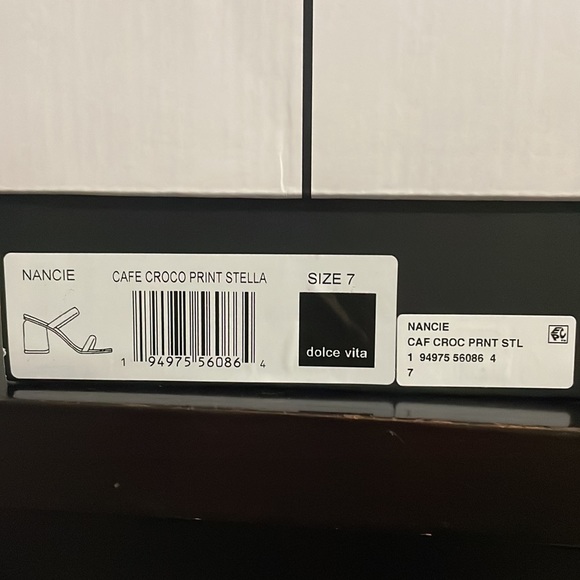 NANCIE CAFE CROCO PRINT STELLA SIZE 7
1 94975 56086 4
dolce vita
NANCIE
CAF CROC PRNT STL
1 94975 56086 4
7